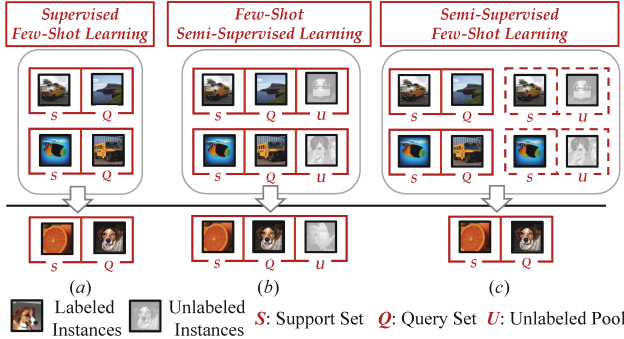 Supervised
Few-Shot Learning
Few-Shot
Semi-Supervised Learning
Semi-Supervised
Few-Shot Learning
S Q S Q U S Q S U
S Q S Q U S Q S U
S Q S Q U S Q
(a) (b) (c)
Labeled
Instances
Unlabeled
Instances
S: Support Set Q: Query Set U: Unlabeled Pool